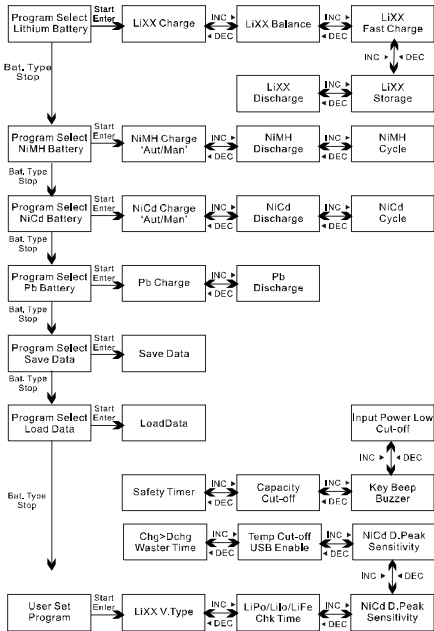 Program Select
Lithium Battery
Start
Enter
LiXX Charge
INC ►
◄ DEC
LiXX Balance
INC ►
◄ DEC
LiXX
Fast Charge
INC ►
◄ DEC
Bat. Type
Stop
LiXX
Discharge
INC ►
◄ DEC
LiXX
Storage
Program Select
NiMH Battery
Start
Enter
NiMH Charge
'Aut/Man'
INC ►
◄ DEC
NiMH
Discharge
INC ►
◄ DEC
NiMH
Cycle
Bat. Type
Stop
Program Select
NiCd Battery
Start
Enter
NiCd Charge
'Aut/Man'
INC ►
◄ DEC
NiCd
Discharge
INC ►
◄ DEC
NiCd
Cycle
Bat. Type
Stop
Program Select
Pb Battery
Start
Enter
Pb Charge
INC ►
◄ DEC
Pb
Discharge
Bat. Type
Stop
Program Select
Save Data
Start
Enter
Save Data
Bat. Type
Stop
Program Select
Load Data
Start
Enter
LoadData
Input Power Low
Cut-off
INC ►
◄ DEC
Bat. Type
Stop
Safety Timer
INC ►
◄ DEC
Capacity
Cut-off
INC ►
◄ DEC
Key Beep
Buzzer
Chg>Dchg
Waster Time
INC ►
◄ DEC
Temp Cut-off
USB Enable
INC ►
◄ DEC
NiCd D.Peak
Sensitivity
INC ►
◄ DEC
User Set
Program
Start
Enter
LiXX V.Type
INC ►
◄ DEC
LiPo/LiIo/LiFe
Chk Time
INC ►
◄ DEC
NiCd D.Peak
Sensitivity